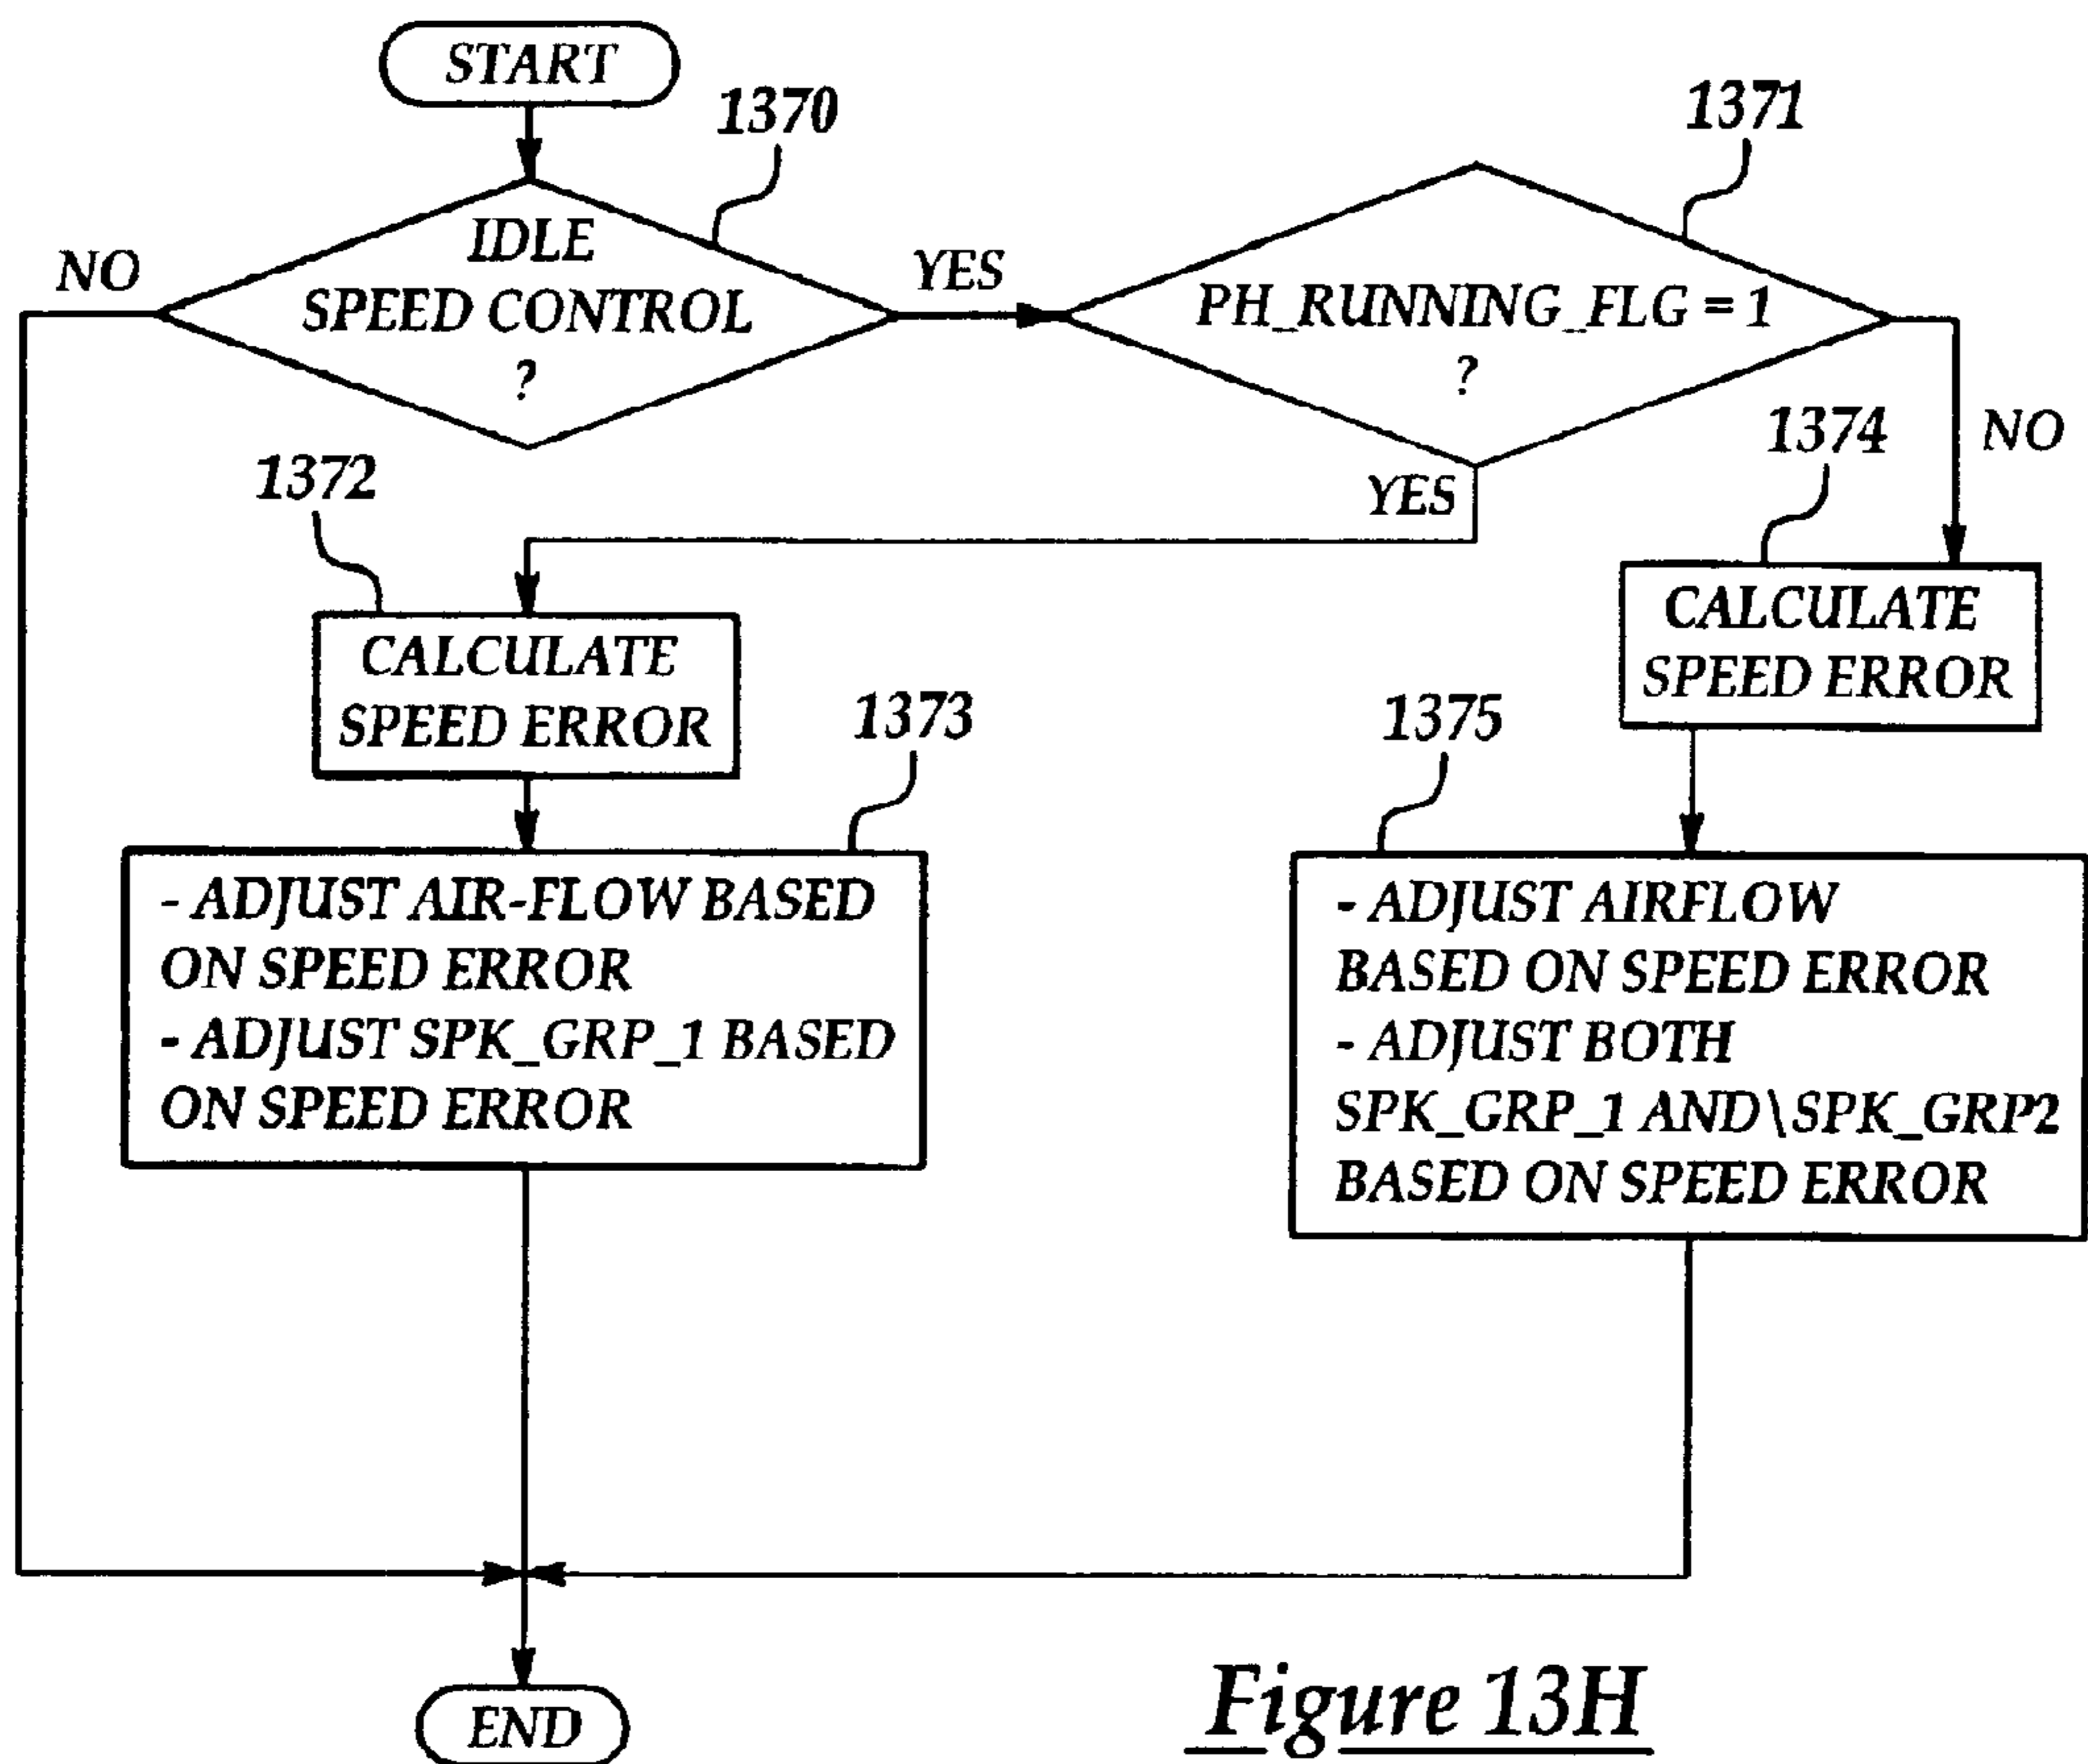 START
1370
IDLE
SPEED CONTROL
?
NO
YES
1371
PH_RUNNING_FLG = 1
?
YES
NO
1372
CALCULATE
SPEED ERROR
1374
CALCULATE
SPEED ERROR
1373
- ADJUST AIR-FLOW BASED
ON SPEED ERROR
- ADJUST SPK_GRP_1 BASED
ON SPEED ERROR
1375
- ADJUST AIRFLOW
BASED ON SPEED ERROR
- ADJUST BOTH
SPK_GRP_1 AND\SPK_GRP2
BASED ON SPEED ERROR
END
Figure 13H